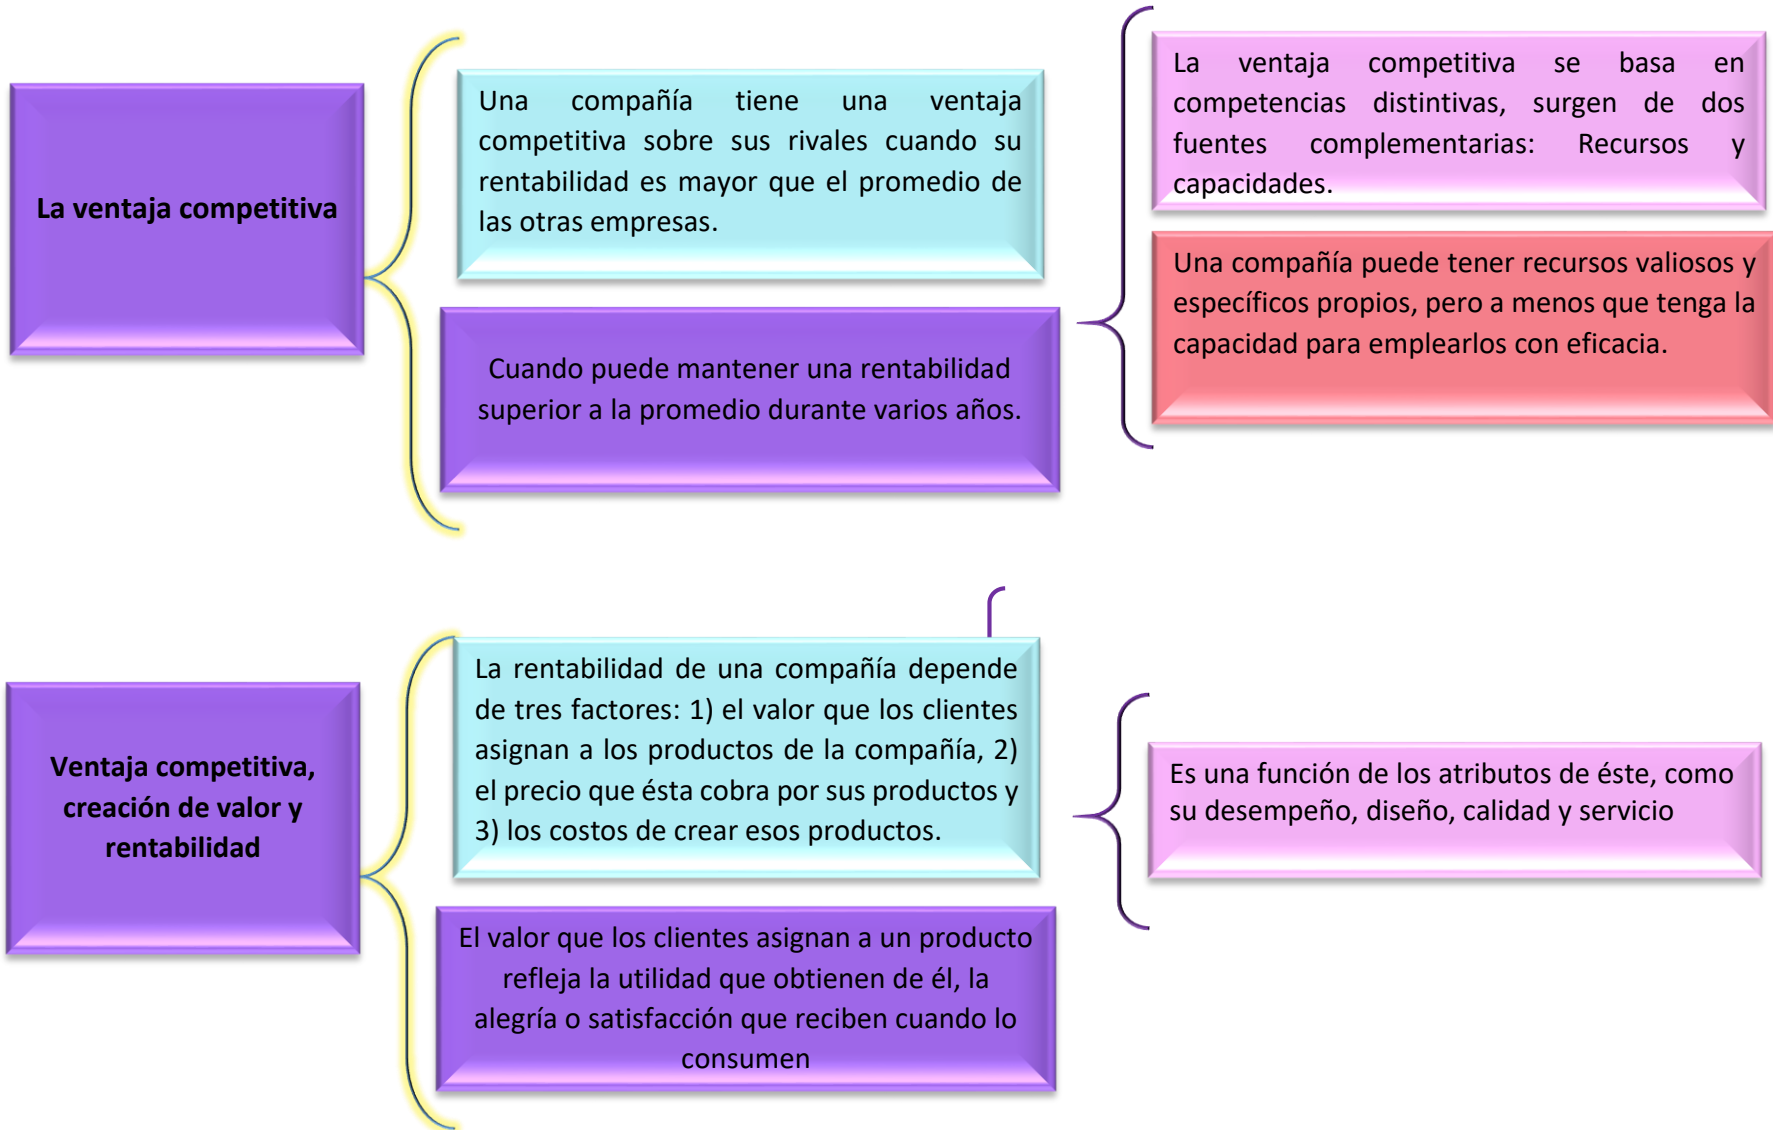 La ventaja competitiva
Una compañía tiene una ventaja
competitiva sobre sus rivales cuando su
rentabilidad es mayor que el promedio de
las otras empresas.
Cuando puede mantener una rentabilidad
superior a la promedio durante varios años.
La ventaja competitiva se basa en
competencias distintivas, surgen de dos
fuentes complementarias: Recursos y
capacidades.
Una compañía puede tener recursos valiosos y
específicos propios, pero a menos que tenga la
capacidad para emplearlos con eficacia.
Ventaja competitiva,
creación de valor y
rentabilidad
La rentabilidad de una compañía depende
de tres factores: 1) el valor que los clientes
asignan a los productos de la compañía, 2)
el precio que ésta cobra por sus productos y
3) los costos de crear esos productos.
El valor que los clientes asignan a un producto
refleja la utilidad que obtienen de él, la
alegría o satisfacción que reciben cuando lo
consumen
Es una función de los atributos de éste, como
su desempeño, diseño, calidad y servicio